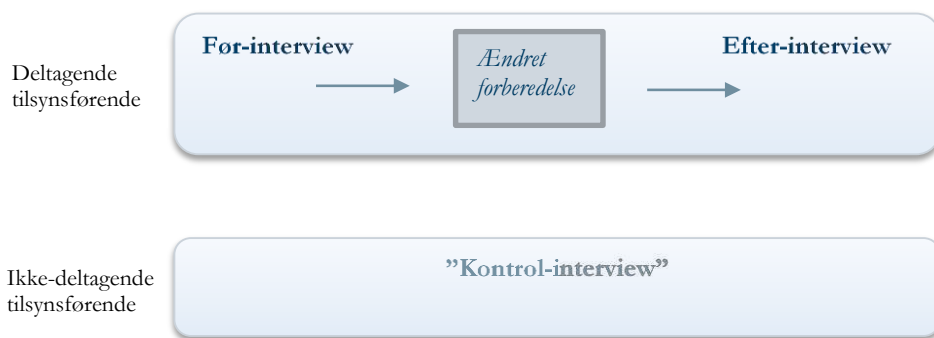 Deltagende
tilsynsførende
Før-interview
Ændret
forberedelse
Efter-interview
Ikke-deltagende
tilsynsførende
”Kontrol-interview”